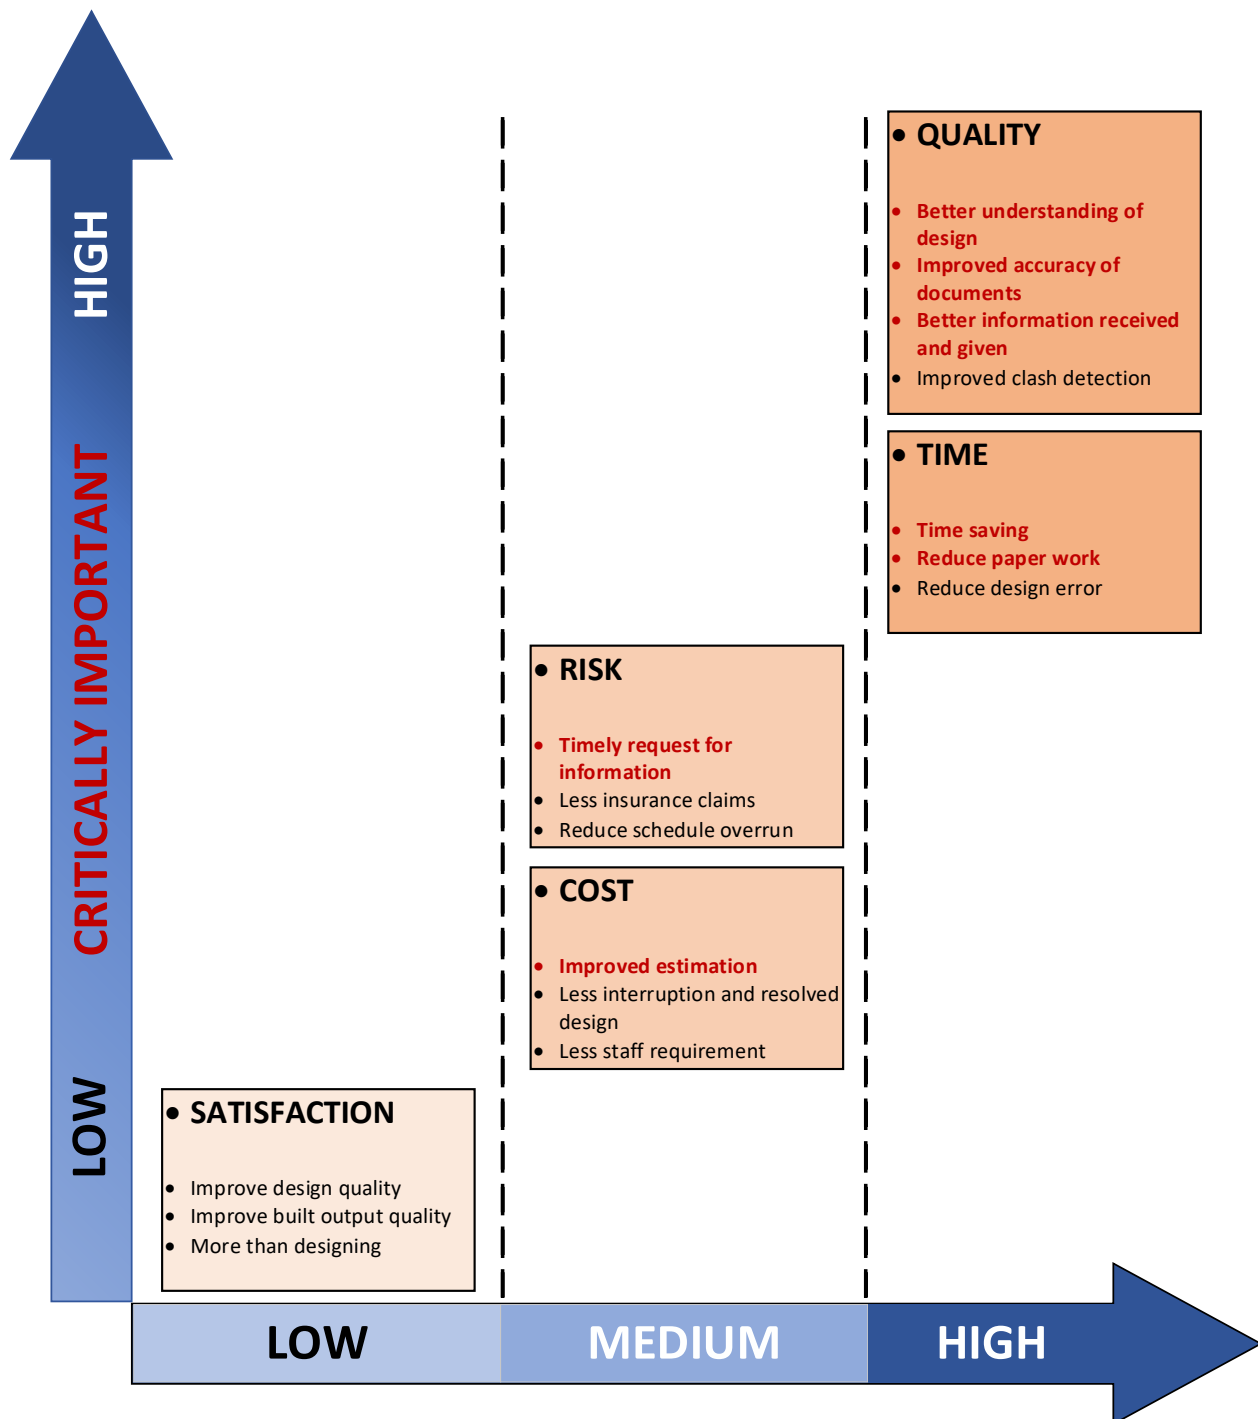 HIGH
CRITICALLY IMPORTANT
LOW
• QUALITY
• Better understanding of
design
• Improved accuracy of
documents
• Better information received
and given
• Improved clash detection
• TIME
• Time saving
• Reduce paper work
• Reduce design error
• RISK
• Timely request for
information
• Less insurance claims
• Reduce schedule overrun
• COST
• Improved estimation
• Less interruption and resolved
design
• Less staff requirement
• SATISFACTION
• Improve design quality
• Improve built output quality
• More than designing
LOW
MEDIUM
HIGH